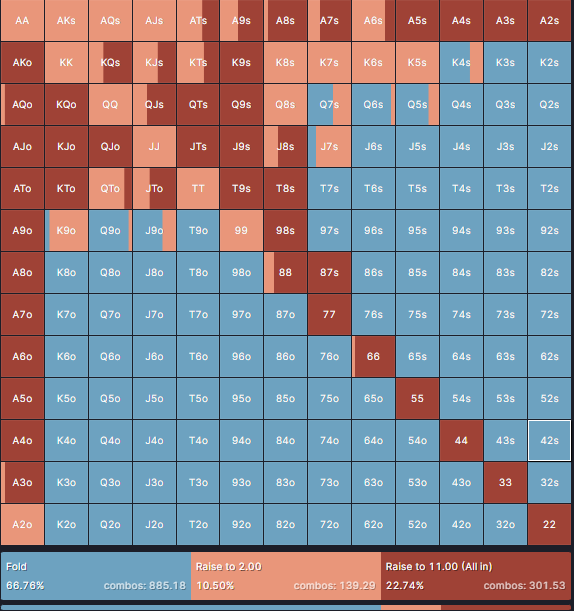 AA AKs AQs AJs ATs A9s A8s A7s A6s A5s A4s A3s A2s
AKo KK KQs KJs KTs K9s K8s K7s K6s K5s K4s K3s K2s
AQo KQo QQ QJs QTs Q9s Q8s Q7s Q6s Q5s Q4s Q3s Q2s
AJo KJo QJo JJ JTs J9s J8s J7s J6s J5s J4s J3s J2s
ATo KTo QTo JTo TT T9s T8s T7s T6s T5s T4s T3s T2s
A9o K9o Q9o J9o T9o 99 98s 97s 96s 95s 94s 93s 92s
A8o K8o Q8o J8o T8o 98o 88 87s 86s 85s 84s 83s 82s
A7o K7o Q7o J7o T7o 97o 87o 77 76s 75s 74s 73s 72s
A6o K6o Q6o J6o T6o 96o 86o 76o 66 65s 64s 63s 62s
A5o K5o Q5o J5o T5o 95o 85o 75o 65o 55 54s 53s 52s
A4o K4o Q4o J4o T4o 94o 84o 74o 64o 54o 44 43s 42s
A3o K3o Q3o J3o T3o 93o 83o 73o 63o 53o 43o 33 32s
A2o K2o Q2o J2o T2o 92o 82o 72o 62o 52o 42o 32o 22
Fold Raise to 2.00 Raise to 11.00 (All in)
66.76% combos: 885.18 10.50% combos: 139.29 22.74% combos: 301.53